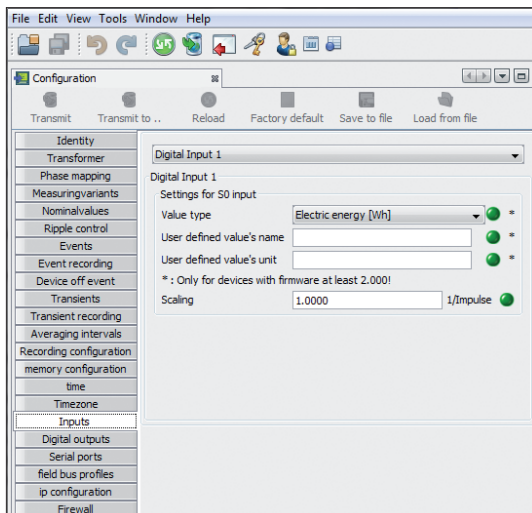 File Edit View Tools Window Help
Configuration
Transmit Transmit to .. Reload Factory default Save to file Load from file
Identity
Transformer
Phase mapping
Measuringvariants
Nominalvalues
Ripple control
Events
Event recording
Device off event
Transients
Transient recording
Averaging intervals
Recording configuration
memory configuration
time
Timezone
Inputs
Digital outputs
Serial ports
field bus profiles
ip configuration
Firewall
Digital Input 1
Digital Input 1
Settings for S0 input
Value type Electric energy [Wh] *
User defined value's name *
User defined value's unit *
* : Only for devices with firmware at least 2.000!
Scaling 1.0000 1/Impulse